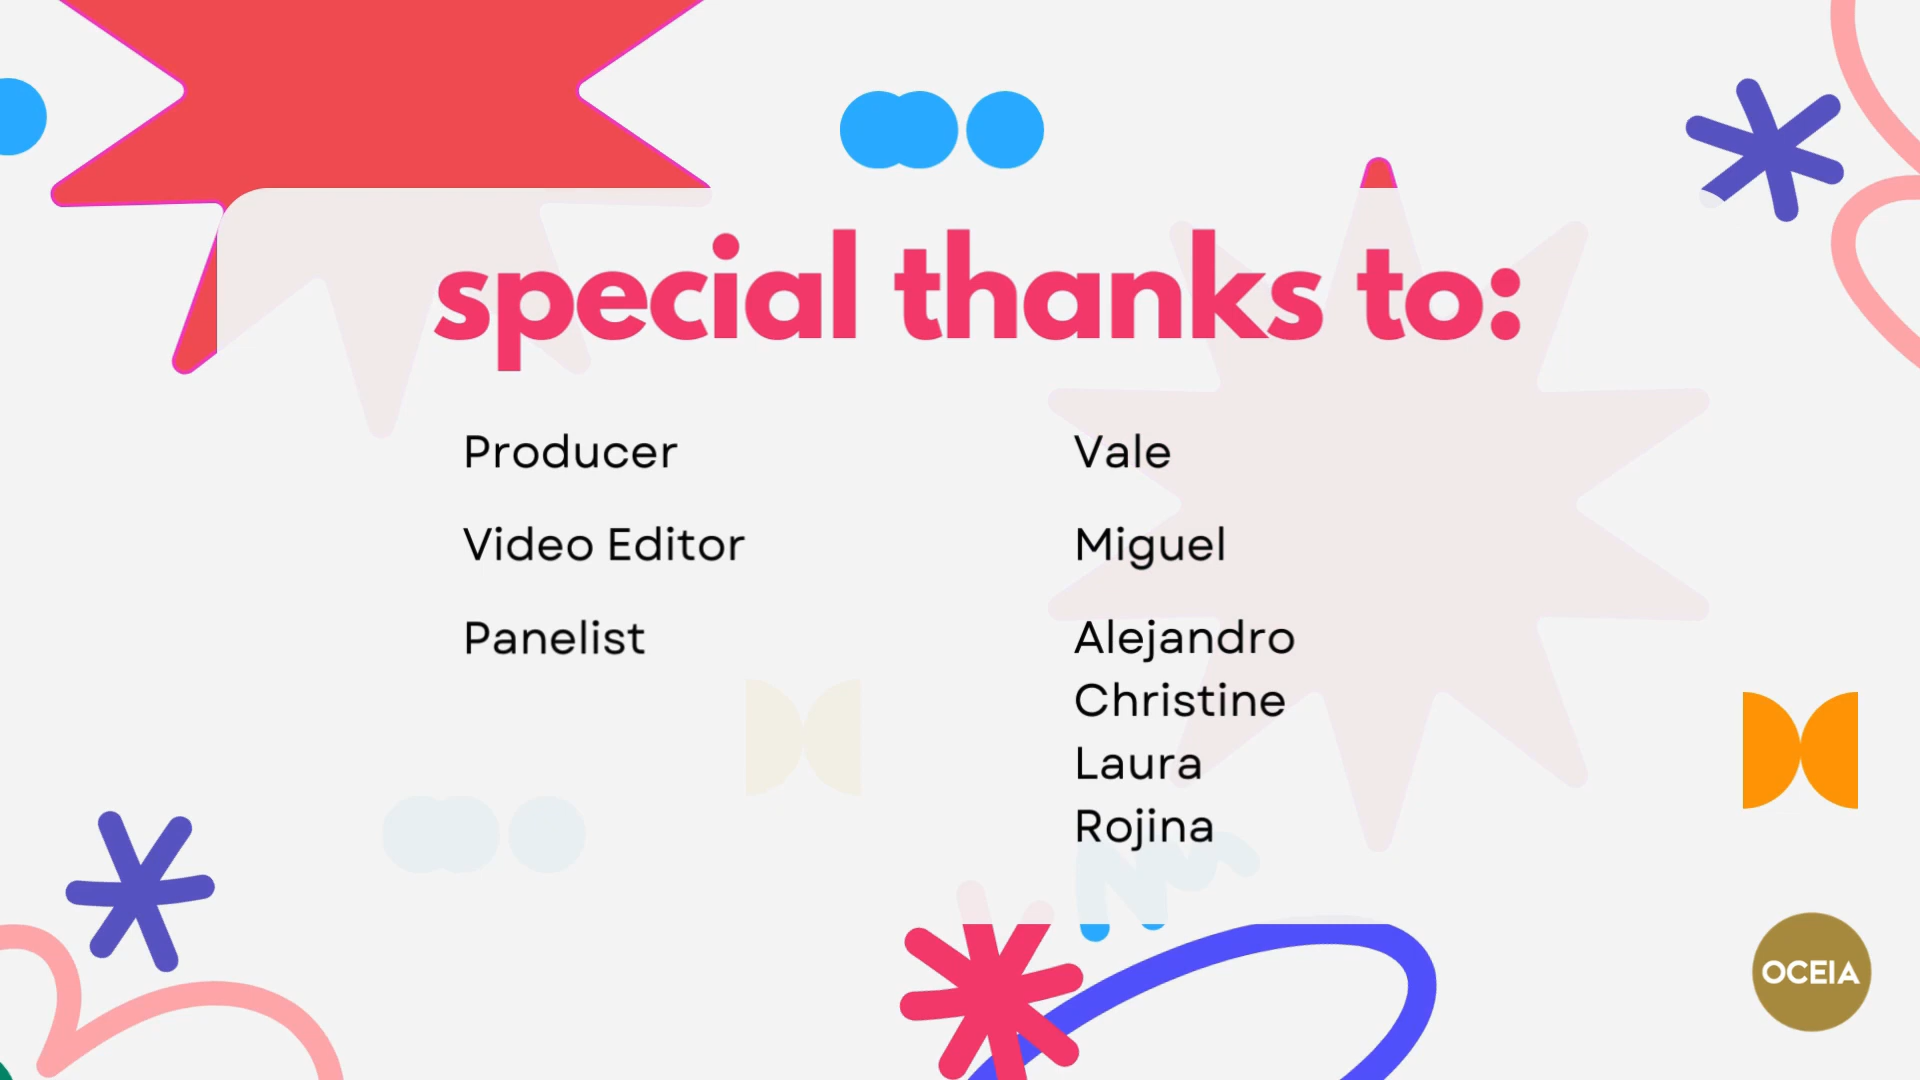 special thanks to:
Producer Vale
Video Editor Miguel
Panelist Alejandro
Christine
Laura
Rojina
OCEIA